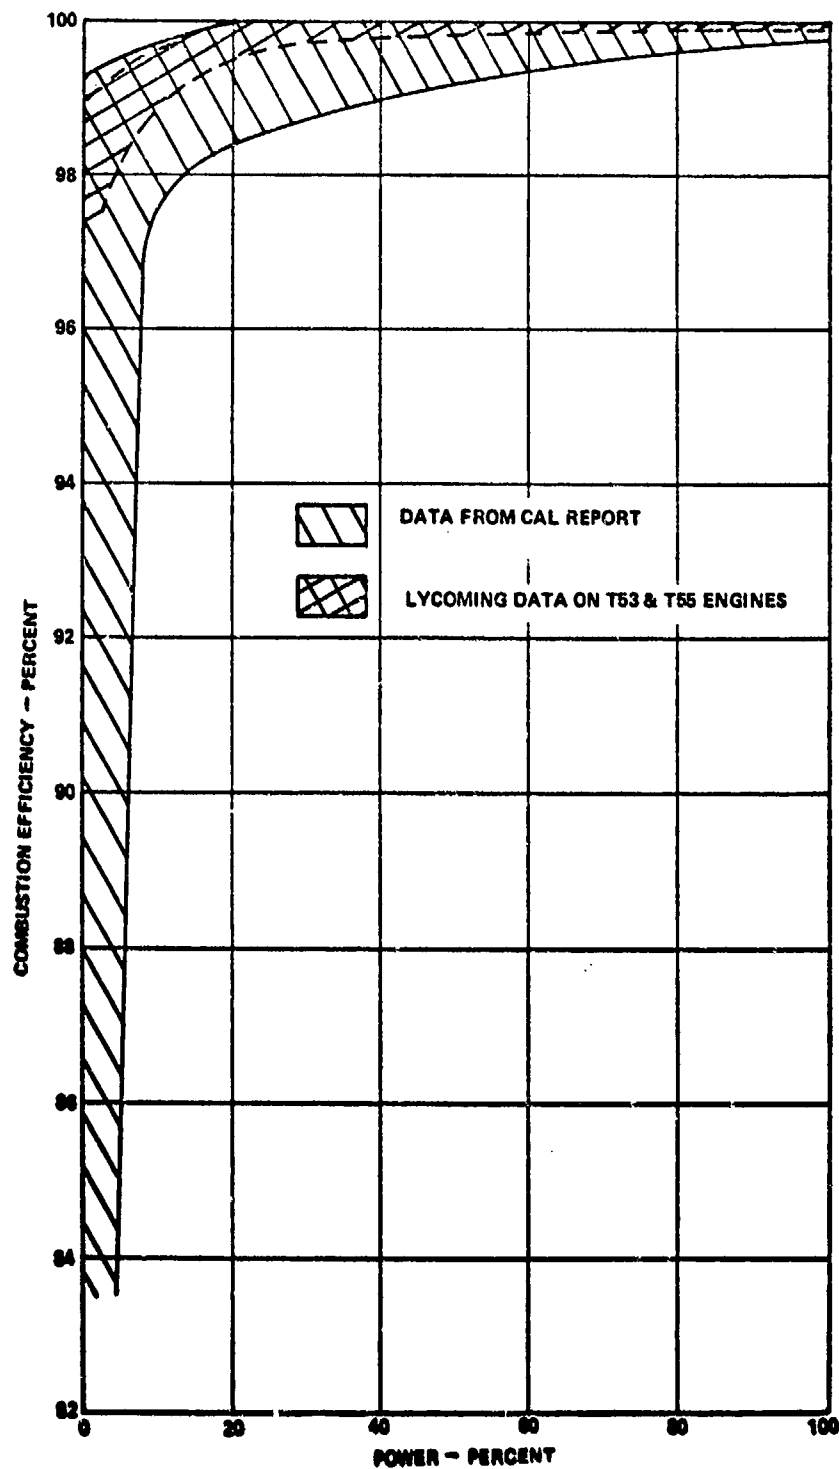 100
98
96
94
92
90
88
86
84
82
COMBUSTION EFFICIENCY - PERCENT
DATA FROM CAL REPORT
LYCOMING DATA ON T53 & T55 ENGINES
0 20 40 60 80 100
POWER - PERCENT